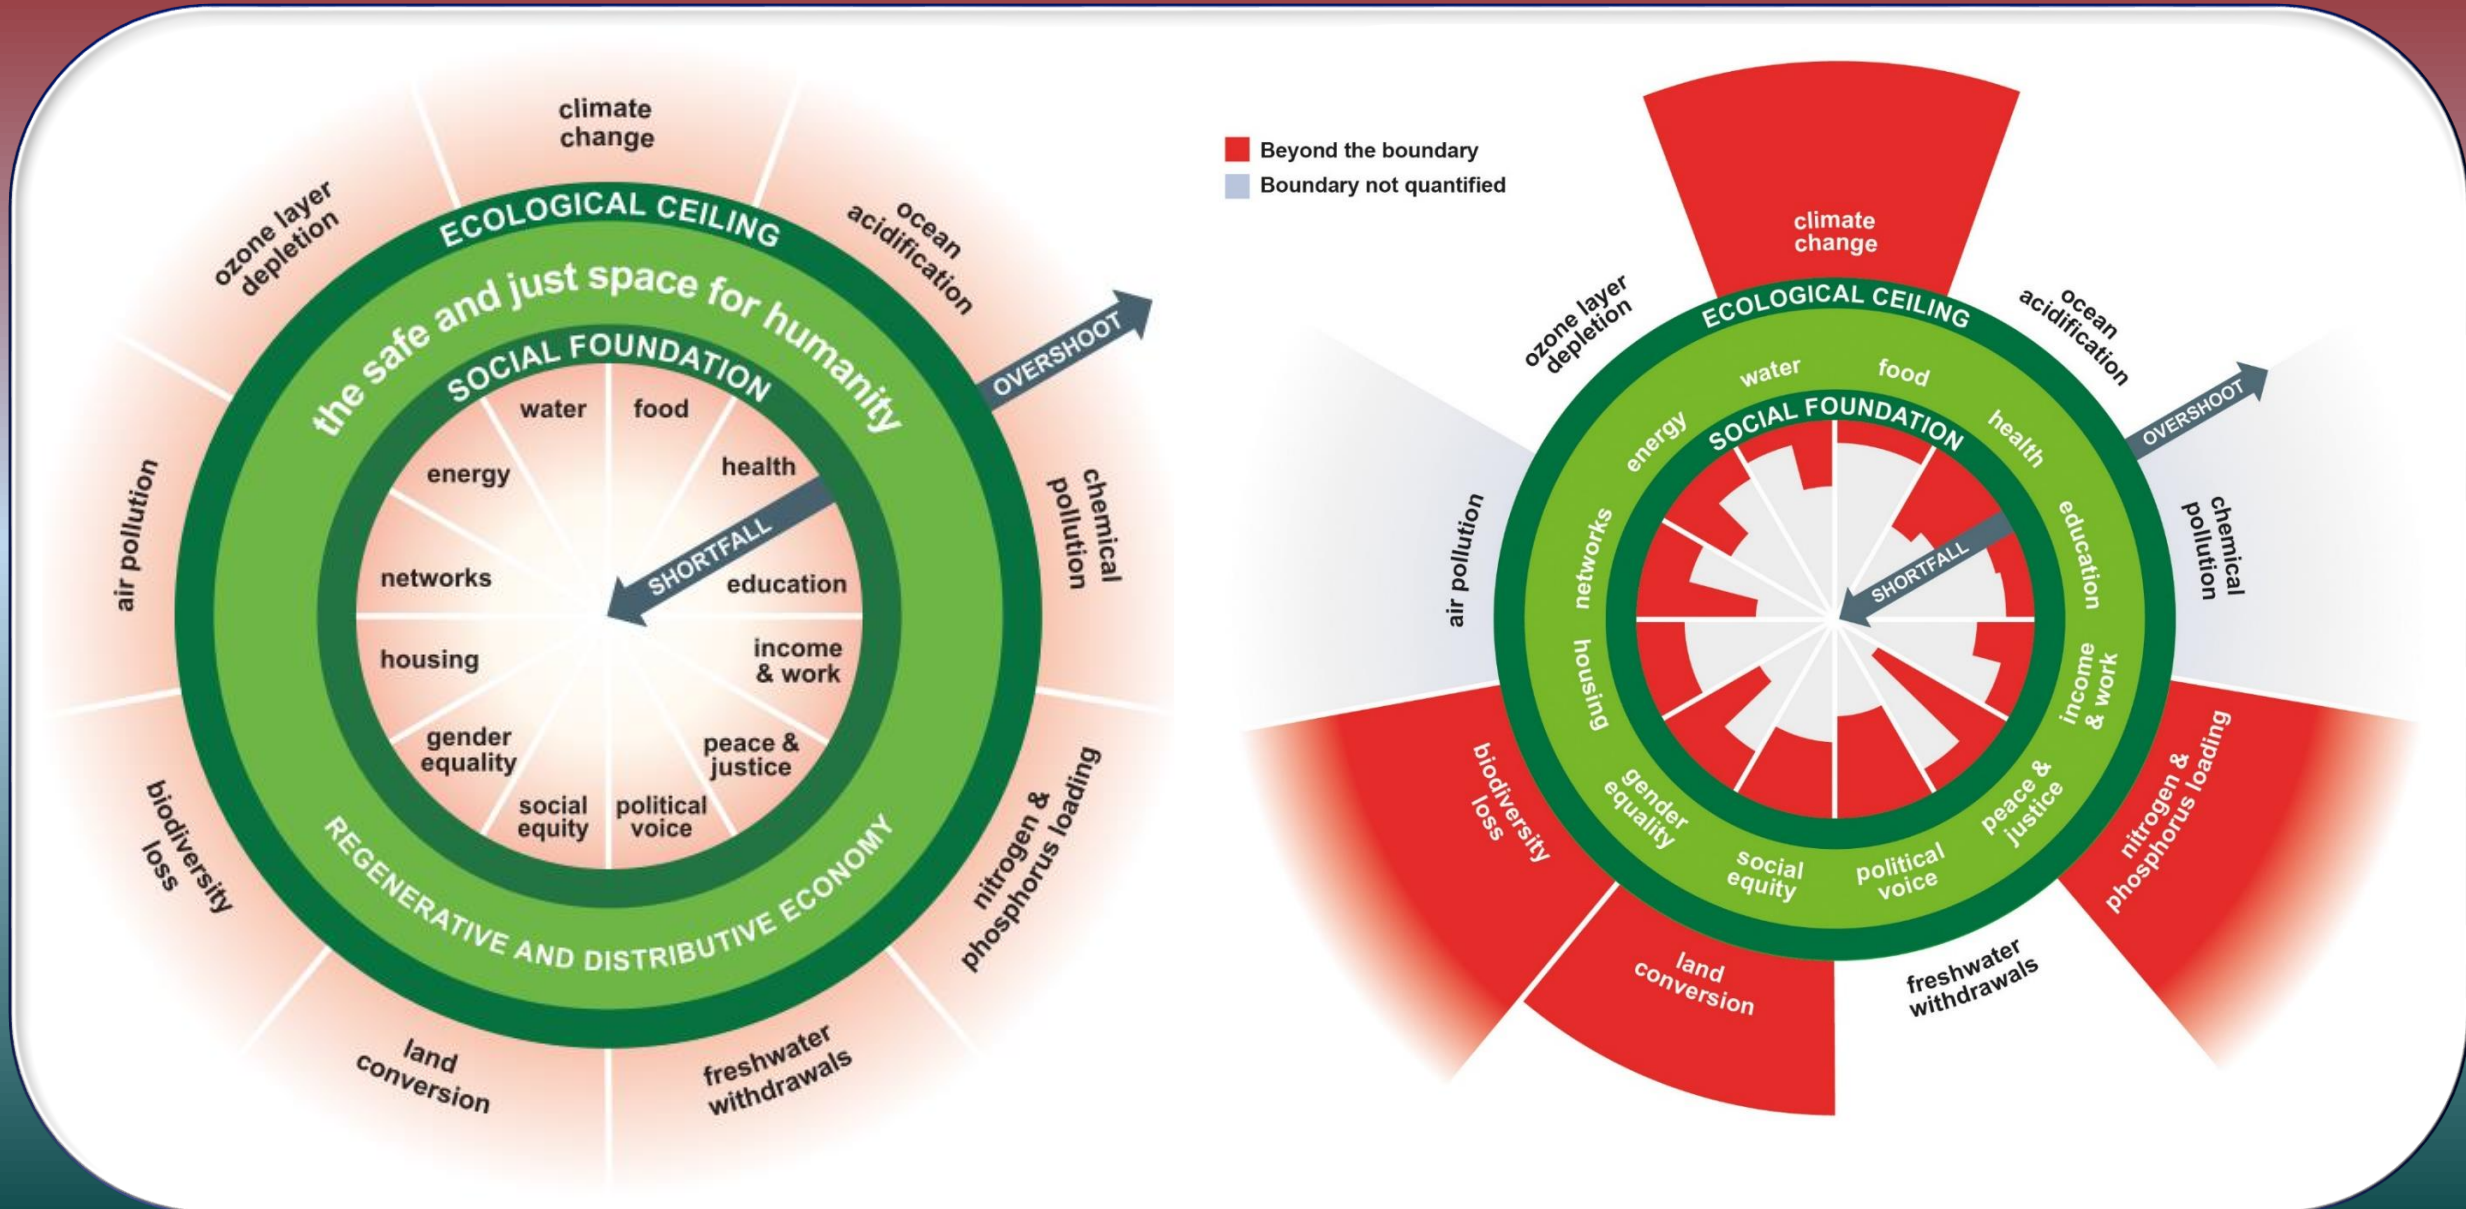 climate
change
ocean
acidification
chemical
pollution
nitrogen &
phosphorus loading
freshwater
withdrawals
land
conversion
biodiversity
loss
air pollution
ozone layer
depletion
ECOLOGICAL CEILING
the safe and just space for humanity
SOCIAL FOUNDATION
water
food
health
education
income
& work
peace &
justice
political
voice
social
equity
gender
equality
housing
networks
energy
OVERSHOOT
SHORTFALL
REGENERATIVE AND DISTRIBUTIVE ECONOMY
Beyond the boundary
Boundary not quantified
climate
change
ocean
acidification
chemical
pollution
nitrogen &
phosphorus loading
freshwater
withdrawals
land
conversion
biodiversity
loss
air pollution
ozone layer
depletion
ECOLOGICAL CEILING
water
food
health
education
income
& work
peace &
justice
political
voice
social
equity
gender
equality
housing
networks
energy
SOCIAL FOUNDATION
OVERSHOOT
SHORTFALL